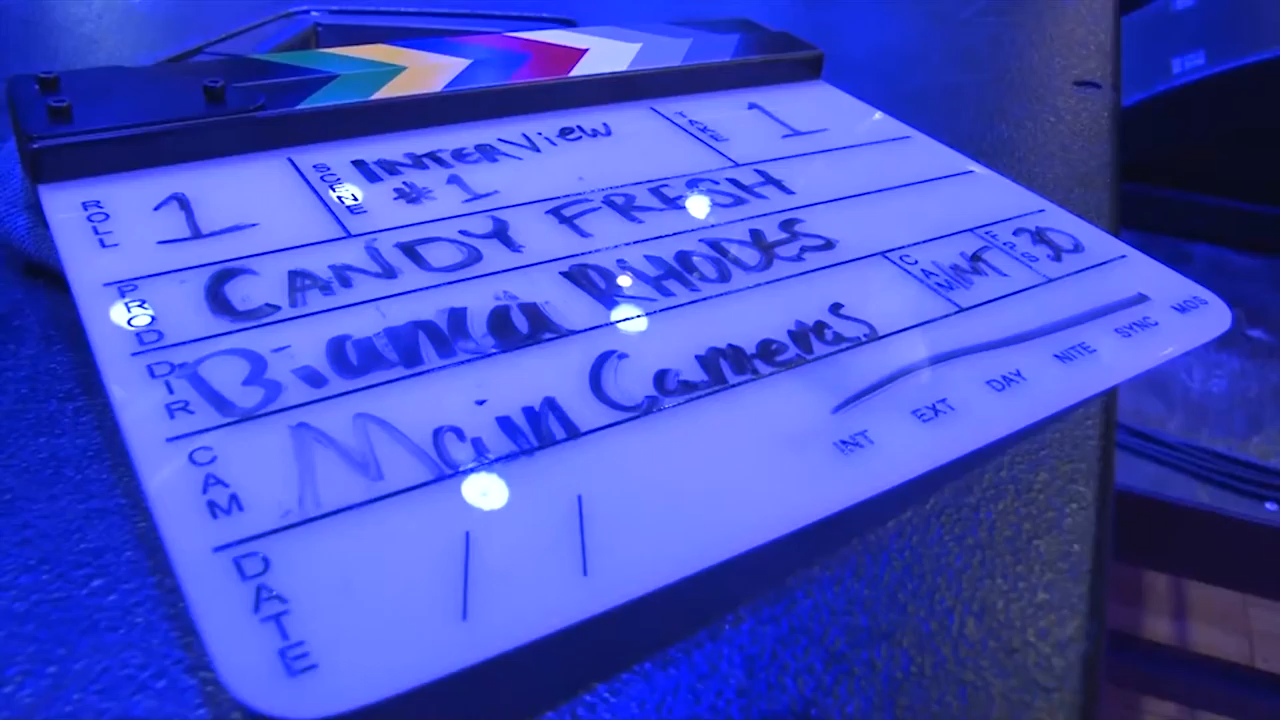 ROLL 1 SCENE INTERVIEW #1 TAKE 1
PROD CANDY FRESH
DIR Bianca RHODES
CAM Main Cameras CAM INT FPS 30
DATE / /
INT EXT DAY NITE SYNC MOS